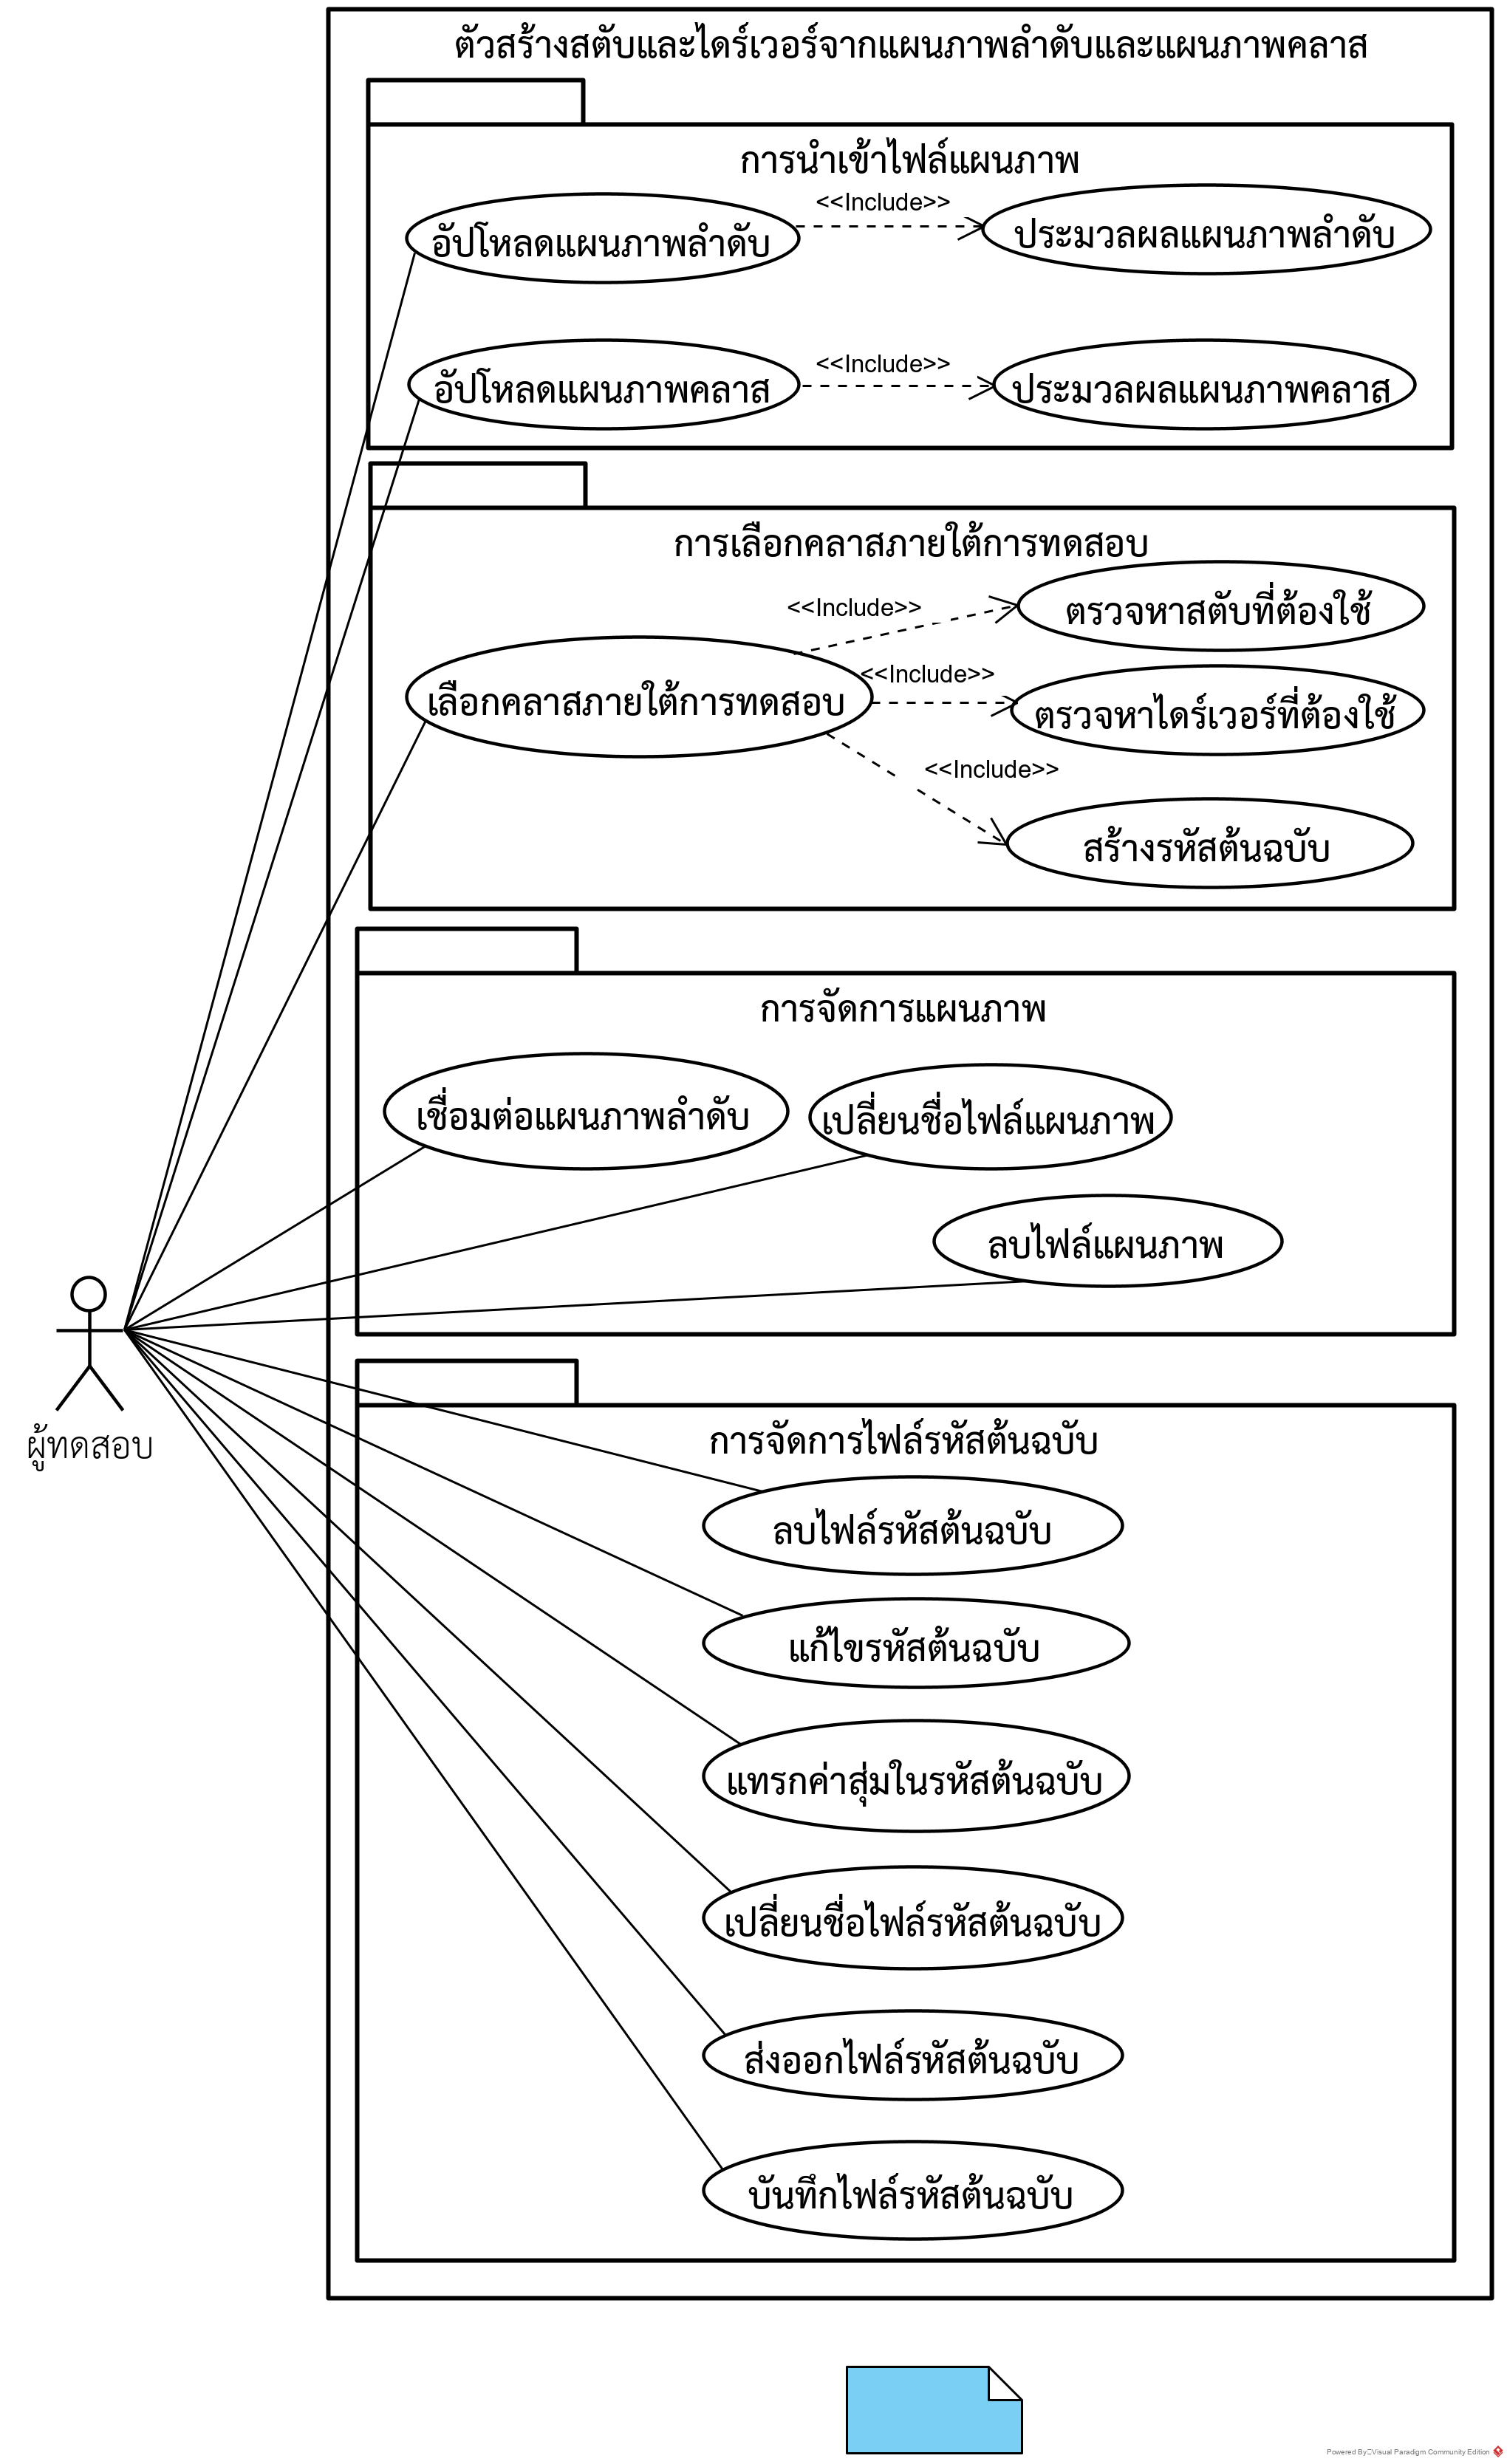 ตัวสร้างสตับและไดร์เวอร์จากแผนภาพลำดับและแผนภาพคลาส
การนำเข้าไฟล์แผนภาพ
<<Include>>
อัปโหลดแผนภาพลำดับ
ประมวลผลแผนภาพลำดับ
<<Include>>
อัปโหลดแผนภาพคลาส
ประมวลผลแผนภาพคลาส
การเลือกคลาสภายใต้การทดสอบ
<<Include>>
ตรวจหาสตับที่ต้องใช้
<<Include>>
เลือกคลาสภายใต้การทดสอบ
ตรวจหาไดร์เวอร์ที่ต้องใช้
<<Include>>
สร้างรหัสต้นฉบับ
การจัดการแผนภาพ
เชื่อมต่อแผนภาพลำดับ
เปลี่ยนชื่อไฟล์แผนภาพ
ลบไฟล์แผนภาพ
ผู้ทดสอบ
การจัดการไฟล์รหัสต้นฉบับ
ลบไฟล์รหัสต้นฉบับ
แก้ไขรหัสต้นฉบับ
แทรกค่าสุ่มในรหัสต้นฉบับ
เปลี่ยนชื่อไฟล์รหัสต้นฉบับ
ส่งออกไฟล์รหัสต้นฉบับ
บันทึกไฟล์รหัสต้นฉบับ
Powered By Visual Paradigm Community Edition